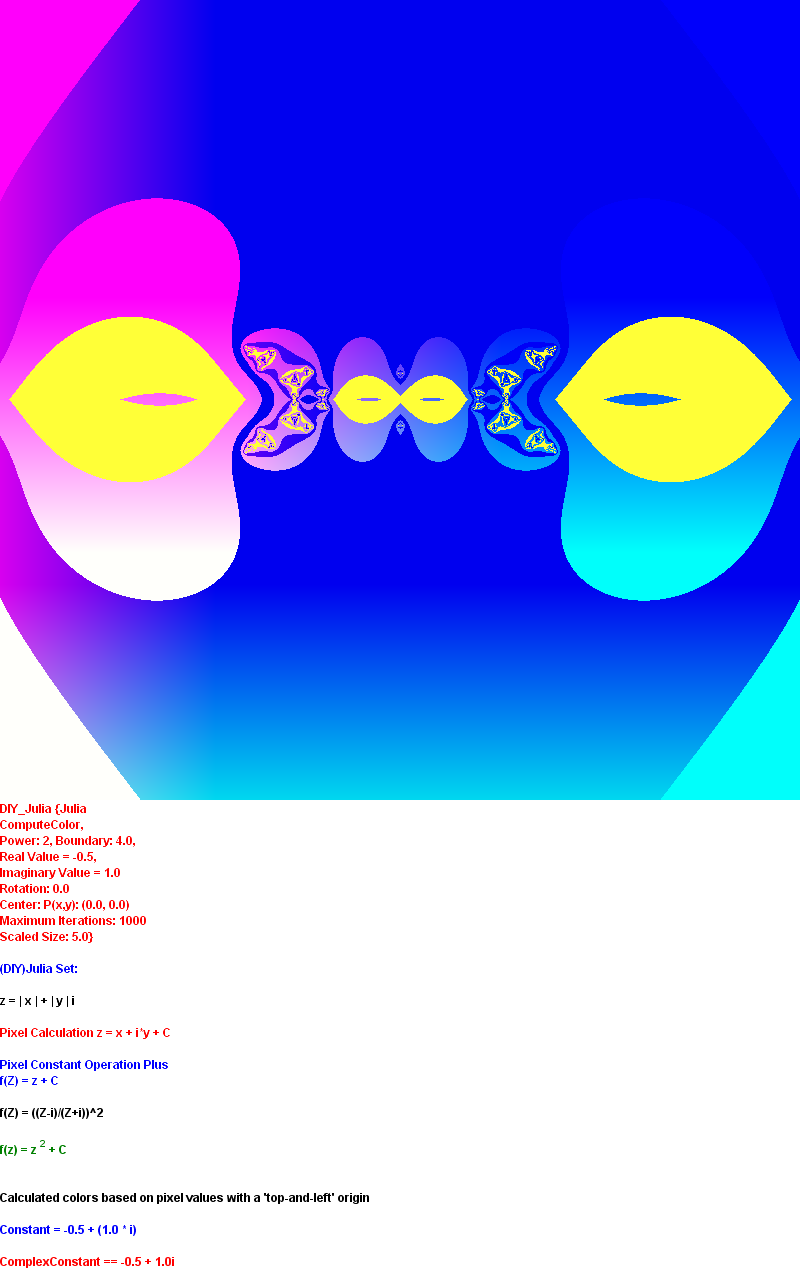 DIY_Julia {Julia
ComputeColor,
Power: 2, Boundary: 4.0,
Real Value = -0.5,
Imaginary Value = 1.0
Rotation: 0.0
Center: P(x,y): (0.0, 0.0)
Maximum Iterations: 1000
Scaled Size: 5.0}
(DIY)Julia Set:
z = | x | + | y | i
Pixel Calculation z = x + i*y + C
Pixel Constant Operation Plus
f(Z) = z + C
f(Z) = ((Z-i)/(Z+i))^2
f(z) = z ² + C
Calculated colors based on pixel values with a 'top-and-left' origin
Constant = -0.5 + (1.0 * i)
ComplexConstant == -0.5 + 1.0i